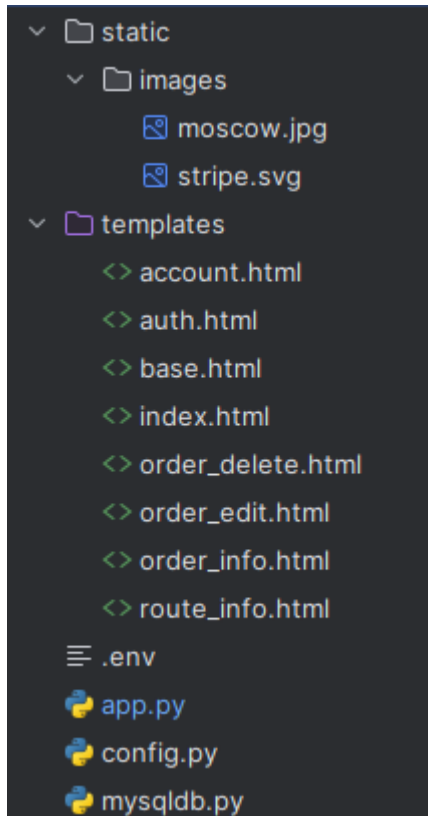 static
images
moscow.jpg
stripe.svg
templates
<> account.html
<> auth.html
<> base.html
<> index.html
<> order_delete.html
<> order_edit.html
<> order_info.html
<> route_info.html
.env
app.py
config.py
mysqldb.py